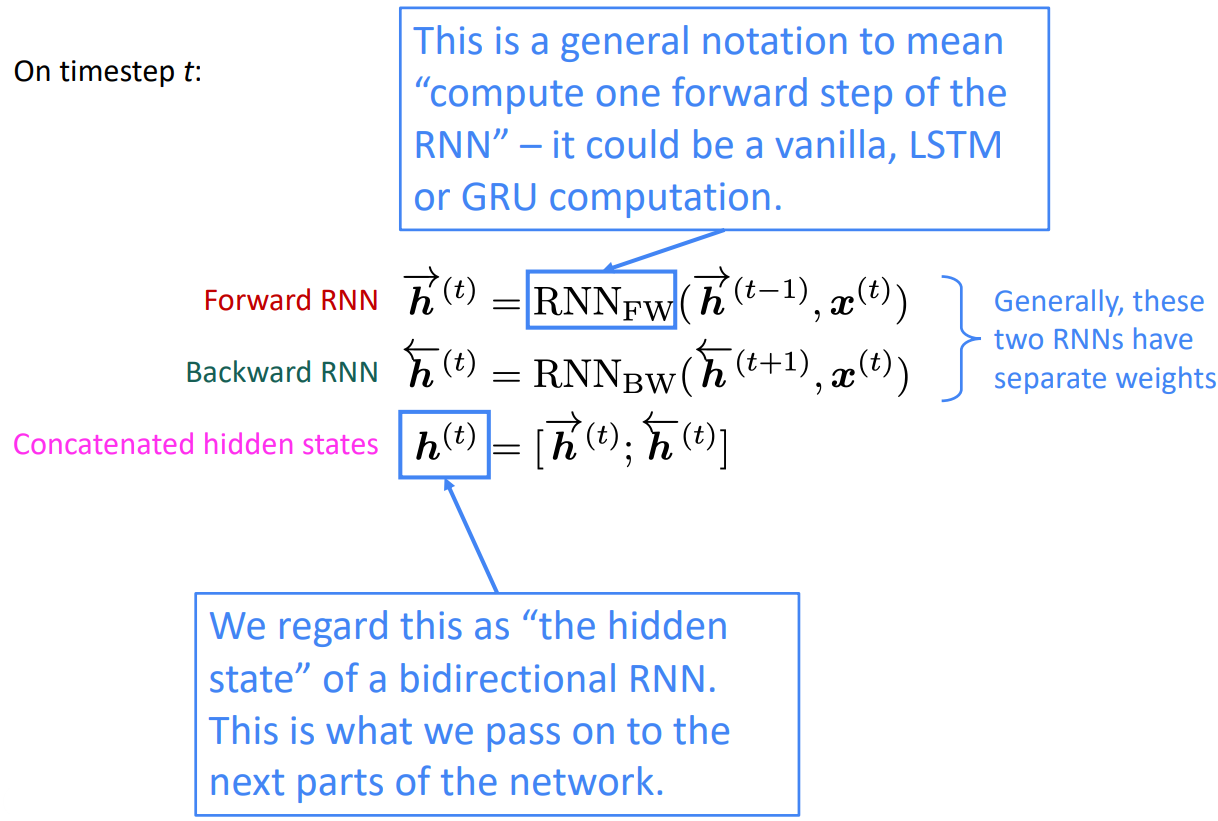 On timestep t:
This is a general notation to mean
“compute one forward step of the
RNN” – it could be a vanilla, LSTM
or GRU computation.
Forward RNN $\overrightarrow{\boldsymbol{h}}^{(t)} = \mathrm{RNN_{FW}}(\overrightarrow{\boldsymbol{h}}^{(t-1)}, \boldsymbol{x}^{(t)})$
Backward RNN $\overleftarrow{\boldsymbol{h}}^{(t)} = \mathrm{RNN_{BW}}(\overleftarrow{\boldsymbol{h}}^{(t+1)}, \boldsymbol{x}^{(t)})$
Generally, these
two RNNs have
separate weights
Concatenated hidden states $\boldsymbol{h}^{(t)} = [\overrightarrow{\boldsymbol{h}}^{(t)}; \overleftarrow{\boldsymbol{h}}^{(t)}]$
We regard this as “the hidden
state” of a bidirectional RNN.
This is what we pass on to the
next parts of the network.